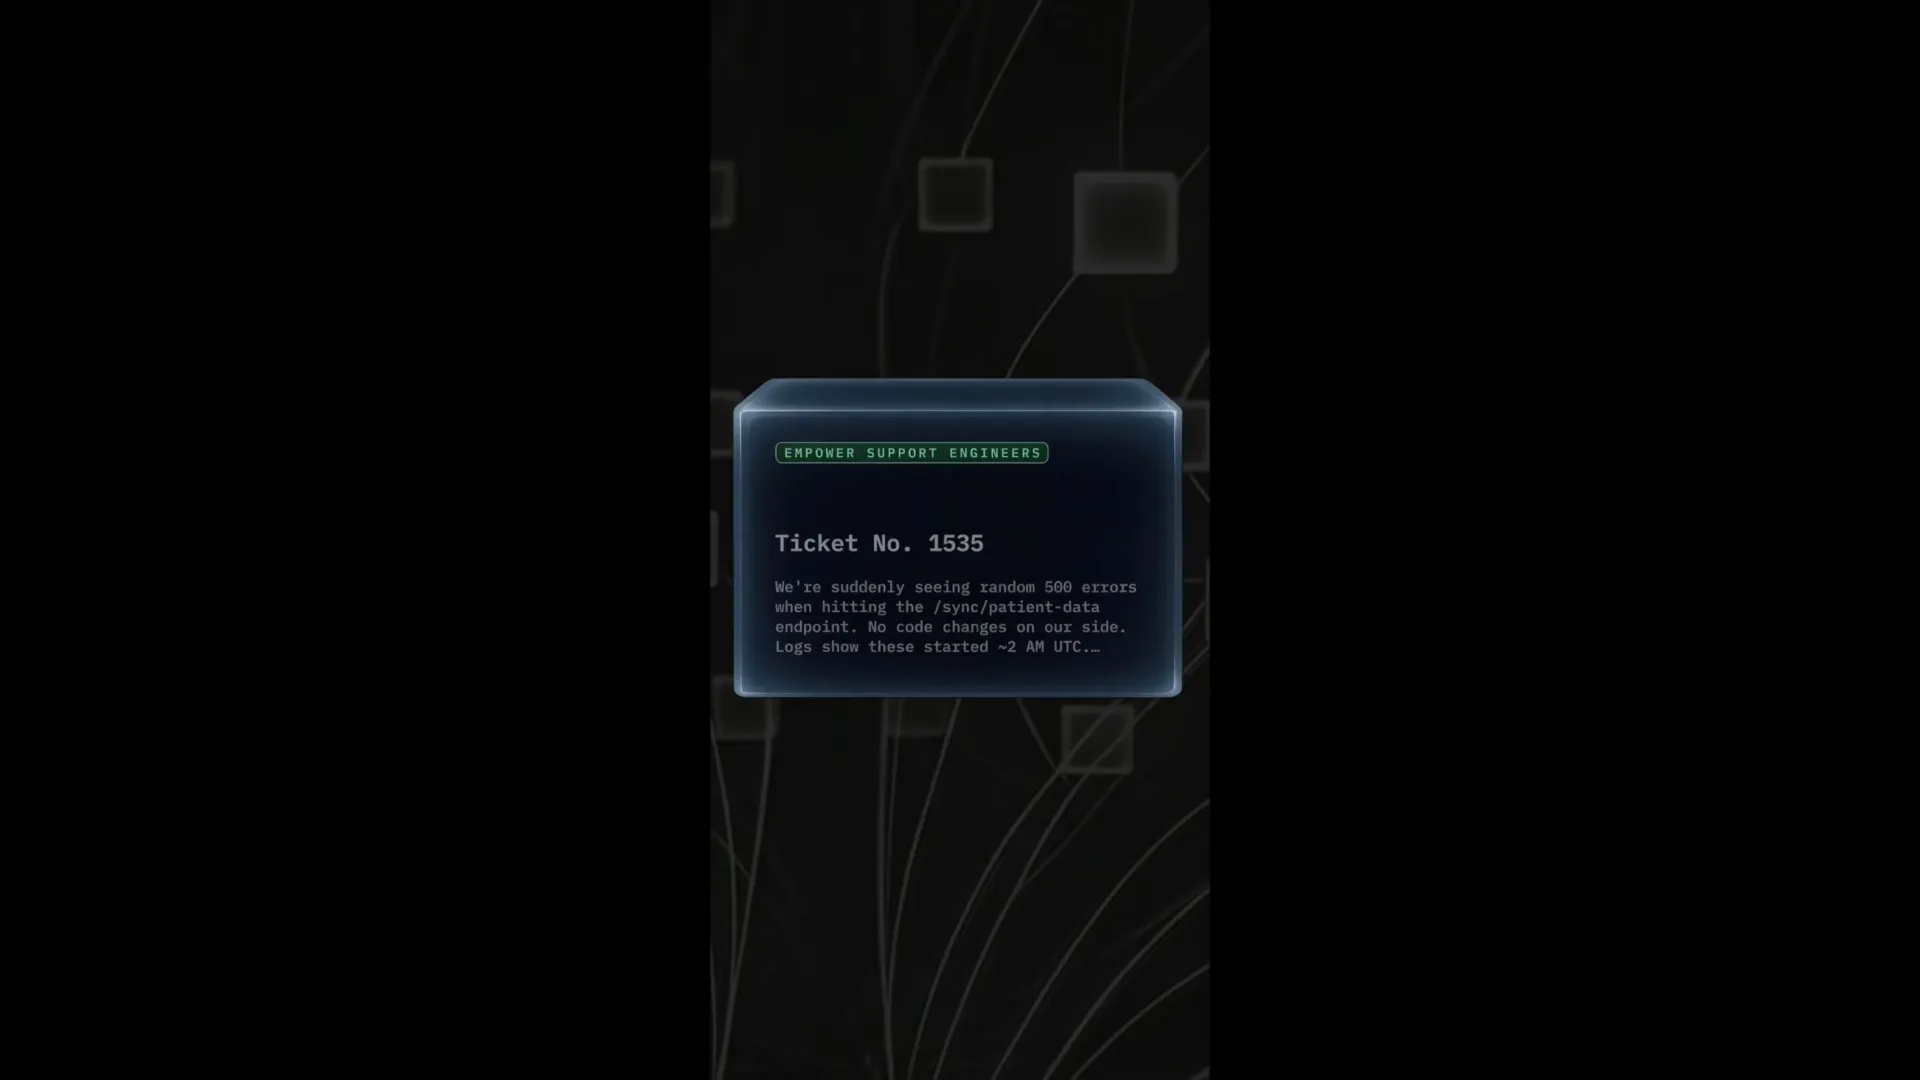 EMPOWER SUPPORT ENGINEERS
Ticket No. 1535
We're suddenly seeing random 500 errors
when hitting the /sync/patient-data
endpoint. No code changes on our side.
Logs show these started ~2 AM UTC.…